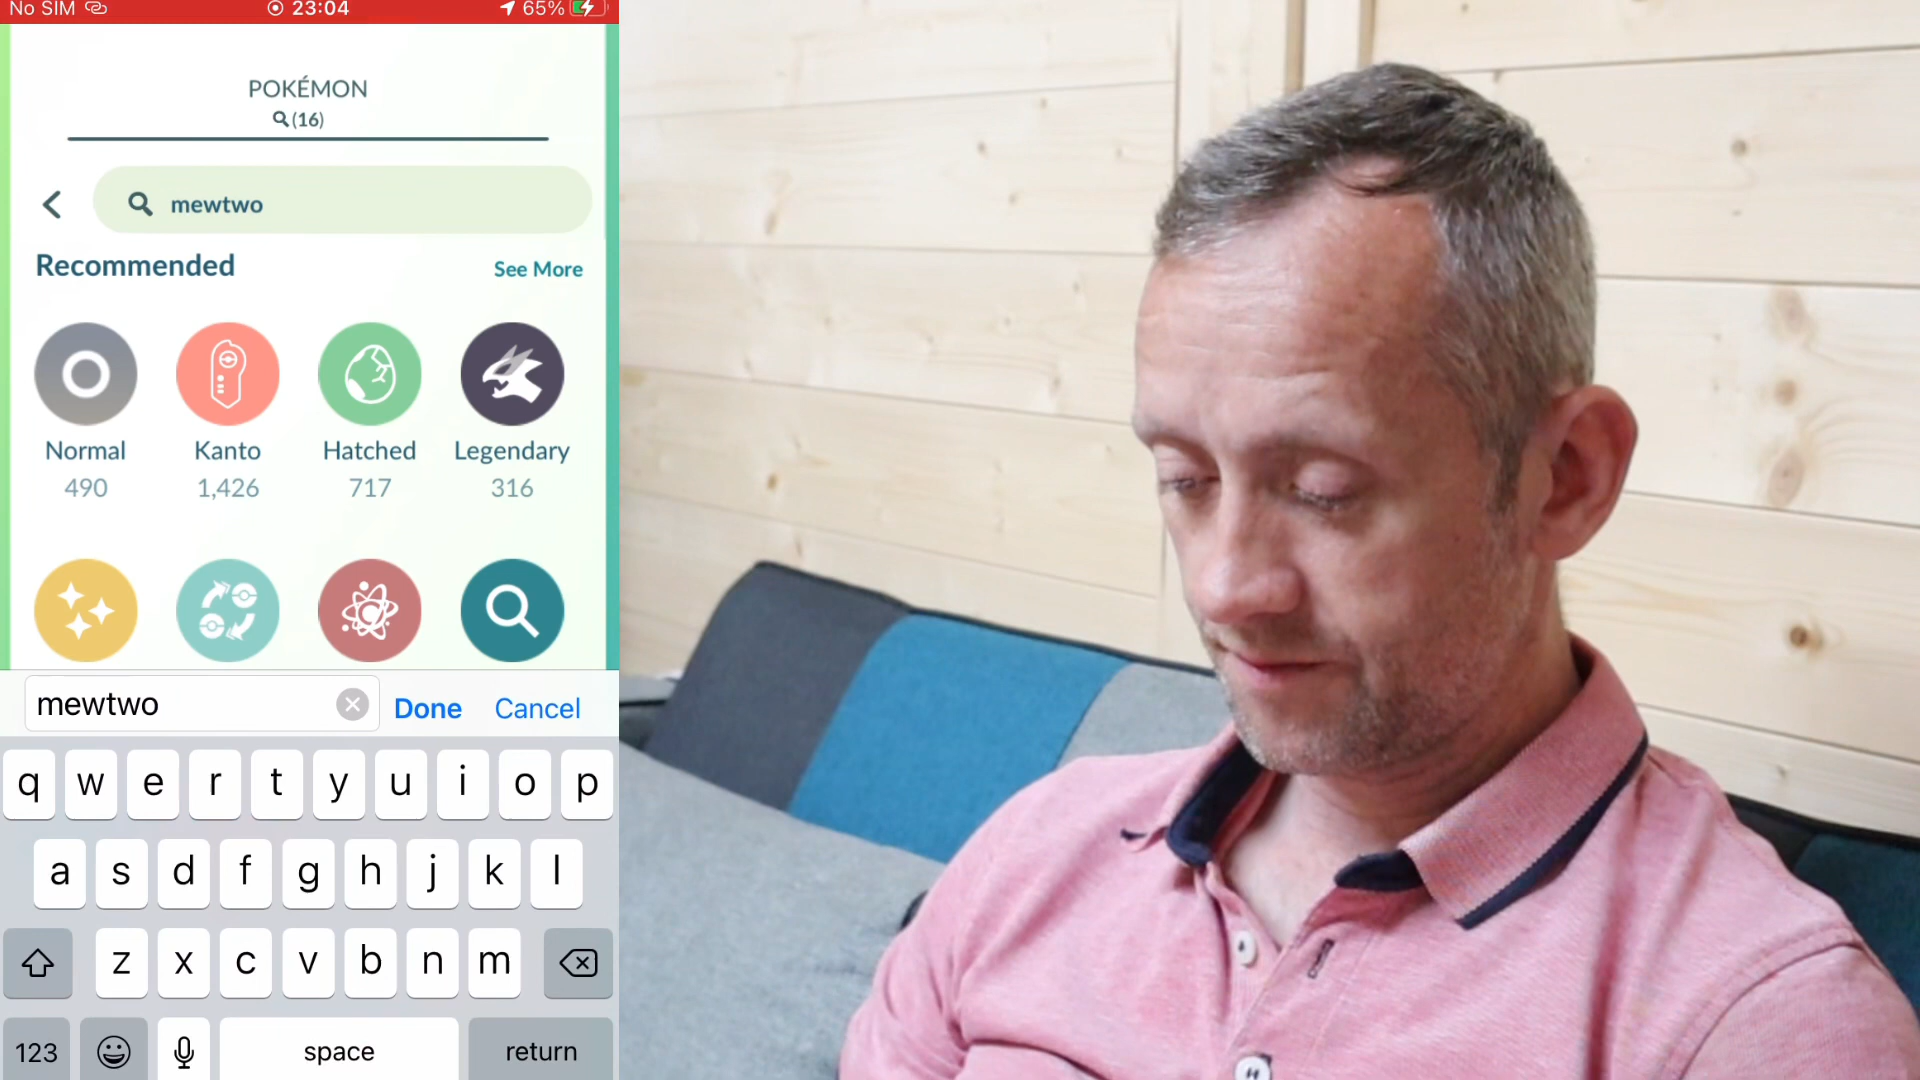 No SIM 23:04 65%
POKÉMON
(16)
mewtwo
Recommended See More
Normal Kanto Hatched Legendary
490 1,426 717 316
mewtwo Done Cancel
q w e r t y u i o p
a s d f g h j k l
z x c v b n m
123 space return